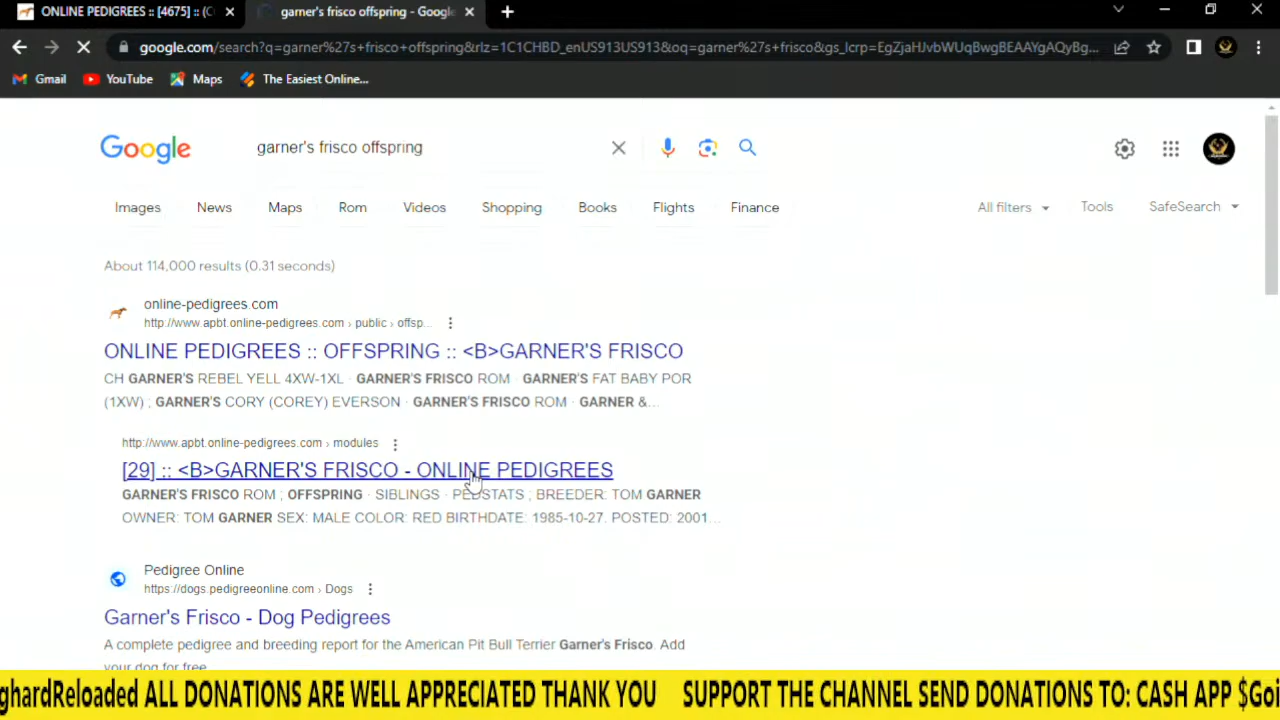 ONLINE PEDIGREES :: [4675] :: (C
garner's frisco offspring - Google
google.com/search?q=garner%27s+frisco+offspring&rlz=1C1CHBD_enUS913US913&oq=garner%27s+frisco&gs_lcrp=EgZjaHJvbWUqBwgBEAAYgAQyBg...
Gmail
YouTube
Maps
The Easiest Online...
Google
garner's frisco offspring
Images
News
Maps
Rom
Videos
Shopping
Books
Flights
Finance
All filters
Tools
SafeSearch
About 114,000 results (0.31 seconds)
online-pedigrees.com
http://www.apbt.online-pedigrees.com › public › offsp...
ONLINE PEDIGREES :: OFFSPRING :: <B>GARNER'S FRISCO
CH GARNER'S REBEL YELL 4XW-1XL · GARNER'S FRISCO ROM · GARNER'S FAT BABY POR
(1XW) ; GARNER'S CORY (COREY) EVERSON · GARNER'S FRISCO ROM · GARNER &...
http://www.apbt.online-pedigrees.com › modules
[29] :: <B>GARNER'S FRISCO - ONLINE PEDIGREES
GARNER'S FRISCO ROM ; OFFSPRING · SIBLINGS · PEDSTATS ; BREEDER: TOM GARNER
OWNER: TOM GARNER SEX: MALE COLOR: RED BIRTHDATE: 1985-10-27. POSTED: 2001...
Pedigree Online
https://dogs.pedigreeonline.com › Dogs
Garner's Frisco - Dog Pedigrees
A complete pedigree and breeding report for the American Pit Bull Terrier Garner's Frisco. Add
your dog for free.
ghardReloaded ALL DONATIONS ARE WELL APPRECIATED THANK YOU SUPPORT THE CHANNEL SEND DONATIONS TO: CASH APP $Goi